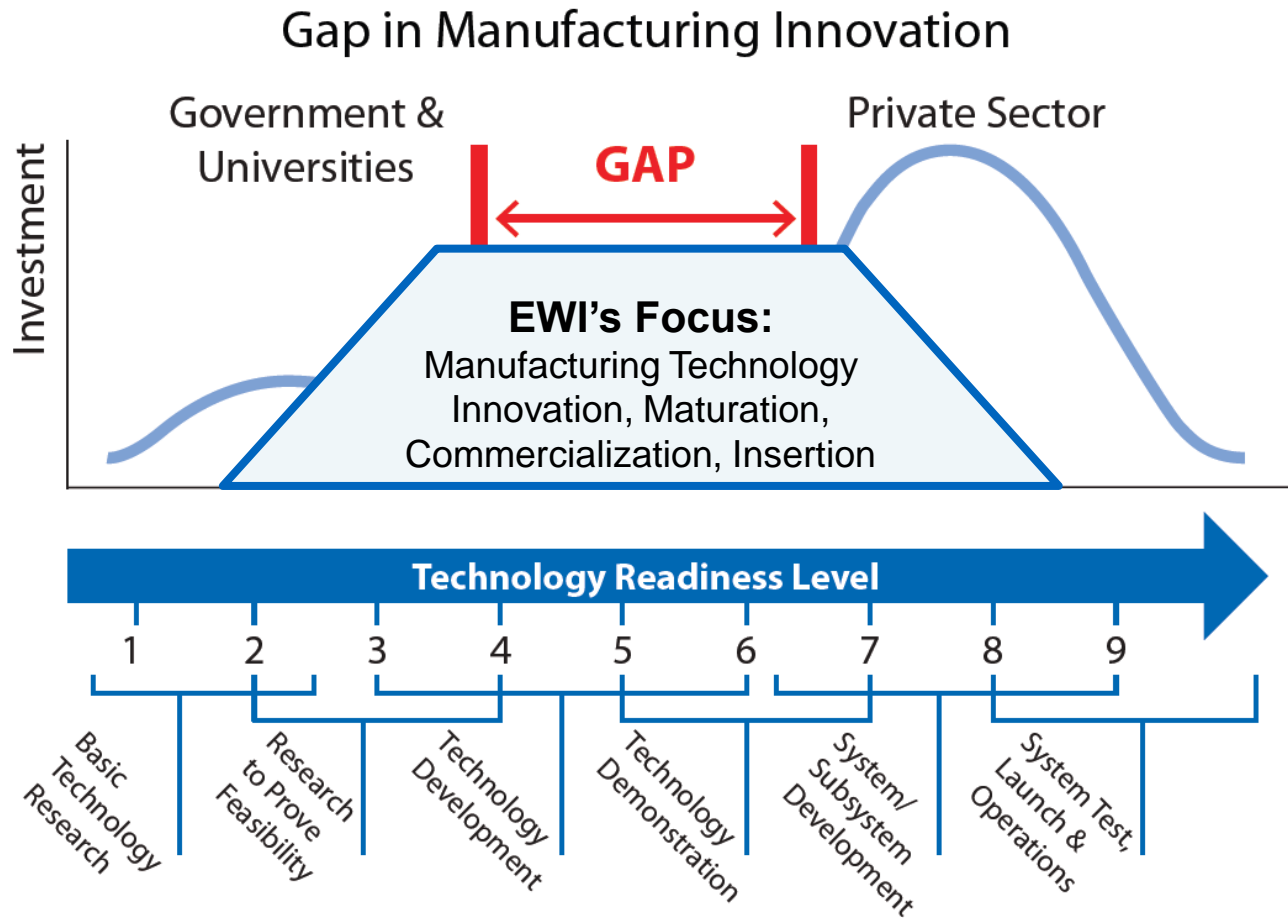 Gap in Manufacturing Innovation
Government &
Universities
GAP
Private Sector
Investment
EWI's Focus:
Manufacturing Technology
Innovation, Maturation,
Commercialization, Insertion
Technology Readiness Level
1 2 3 4 5 6 7 8 9
Basic
Technology
Research
Research
to Prove
Feasibility
Technology
Development
Technology
Demonstration
System/
Subsystem
Development
System Test,
Launch &
Operations